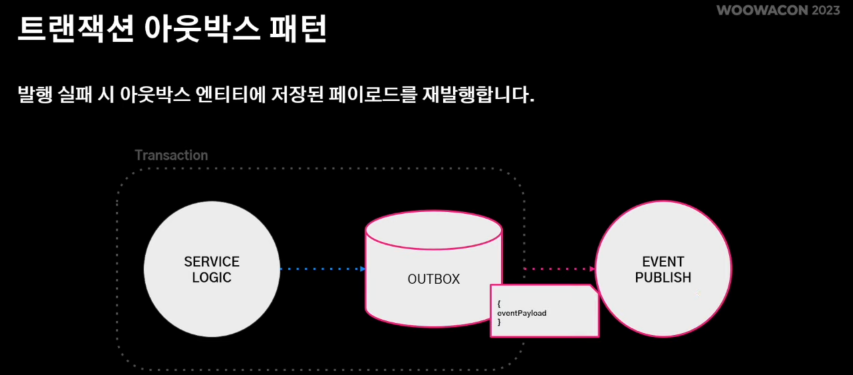 WOOWACON 2023
트랜잭션 아웃박스 패턴
발행 실패 시 아웃박스 엔티티에 저장된 페이로드를 재발행합니다.
Transaction
SERVICE
LOGIC
OUTBOX
{
eventPayload
}
EVENT
PUBLISH